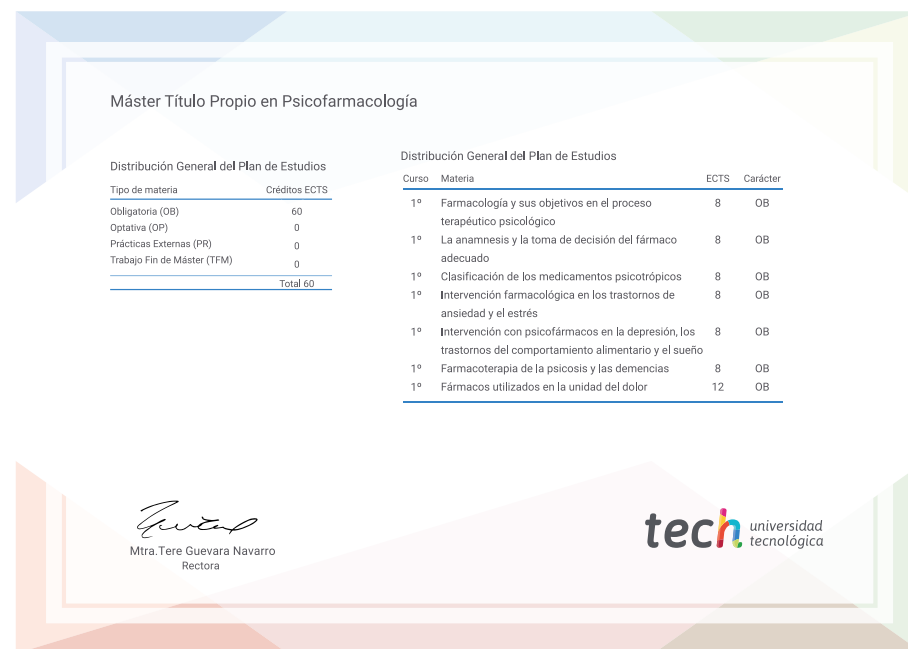 Máster Título Propio en Psicofarmacología
Distribución General del Plan de Estudios
Tipo de materia Créditos ECTS
Obligatoria (OB) 60
Optativa (OP) 0
Prácticas Externas (PR) 0
Trabajo Fin de Máster (TFM) 0
Total 60
Distribución General del Plan de Estudios
Curso Materia ECTS Carácter
1º Farmacología y sus objetivos en el proceso 8 OB
terapéutico psicológico
1º La anamnesis y la toma de decisión del fármaco 8 OB
adecuado
1º Clasificación de los medicamentos psicotrópicos 8 OB
1º Intervención farmacológica en los trastornos de 8 OB
ansiedad y el estrés
1º Intervención con psicofármacos en la depresión, los 8 OB
trastornos del comportamiento alimentario y el sueño
1º Farmacoterapia de la psicosis y las demencias 8 OB
1º Fármacos utilizados en la unidad del dolor 12 OB
Mtra.Tere Guevara Navarro
Rectora
tech universidad
tecnológica